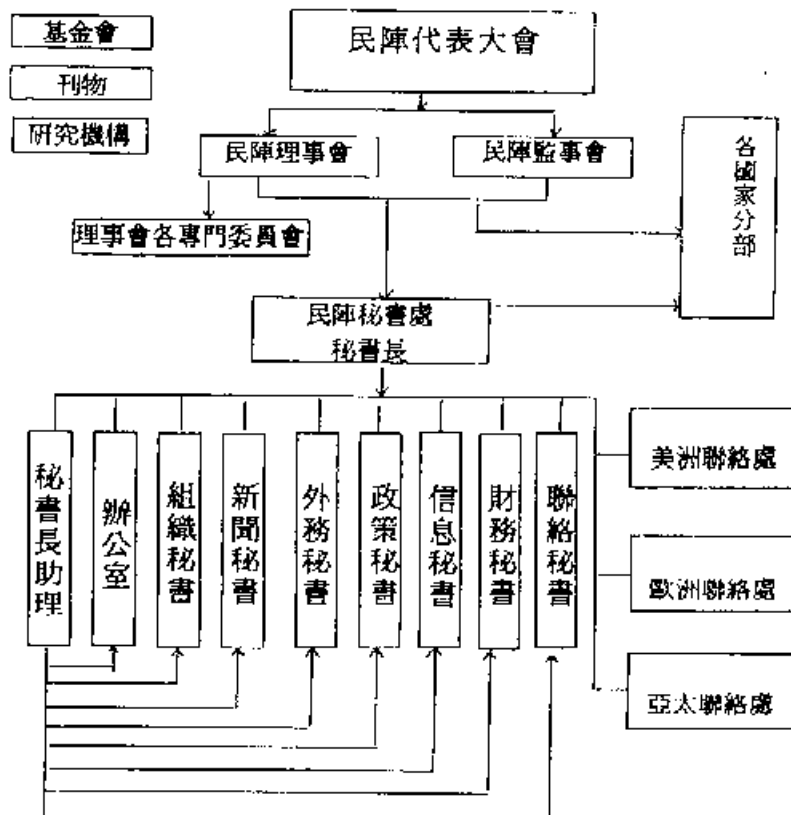 基金會
刊物
研究機構
民陣代表大會
民陣理事會
民陣監事會
各國家分部
理事會各專門委員會
民陣秘書處
秘書長
秘書長助理
辦公室
組織秘書
新聞秘書
外務秘書
政策秘書
信息秘書
財務秘書
聯絡秘書
美洲聯絡處
歐洲聯絡處
亞太聯絡處